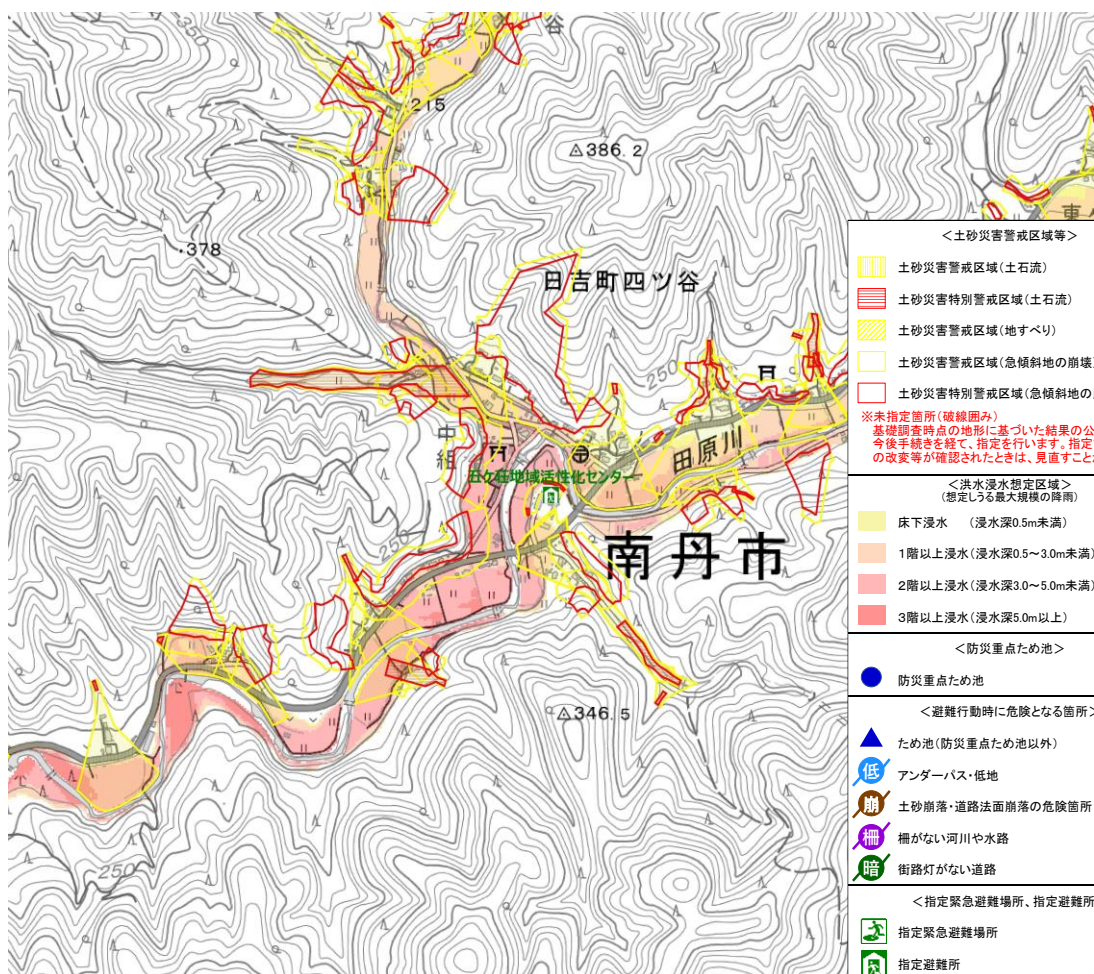 350
谷
215
△386.2
・378
日吉町四ツ谷
東
250
中組
田原川
五ケ荘地域活性化センター
250
南丹市
△346.5
250
＜土砂災害警戒区域等＞
土砂災害警戒区域(土石流)
土砂災害特別警戒区域(土石流)
土砂災害警戒区域(地すべり)
土砂災害警戒区域(急傾斜地の崩壊)
土砂災害特別警戒区域(急傾斜地の
※未指定箇所(破線囲み)
基礎調査時点の地形に基づいた結果の公
今後手続きを経て、指定を行います。指定
の改変等が確認されたときは、見直すこと
＜洪水浸水想定区域＞
(想定しうる最大規模の降雨)
床下浸水 (浸水深0.5m未満)
1階以上浸水(浸水深0.5～3.0m未満)
2階以上浸水(浸水深3.0～5.0m未満)
3階以上浸水(浸水深5.0m以上)
＜防災重点ため池＞
防災重点ため池
＜避難行動時に危険となる箇所＞
ため池(防災重点ため池以外)
低 アンダーパス・低地
崩 土砂崩落・道路法面崩落の危険箇所
柵 柵がない河川や水路
暗 街路灯がない道路
＜指定緊急避難場所、指定避難所
指定緊急避難場所
指定避難所